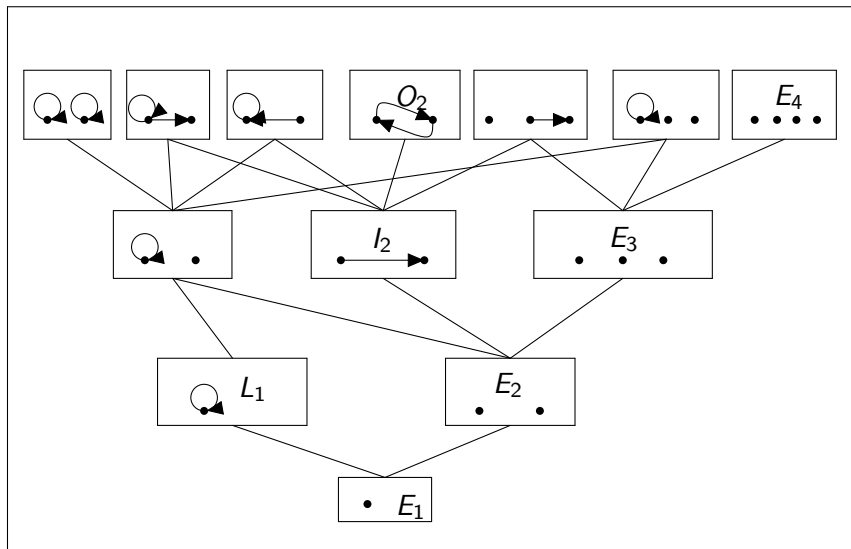 O₂
E₄
I₂
E₃
L₁
E₂
E₁